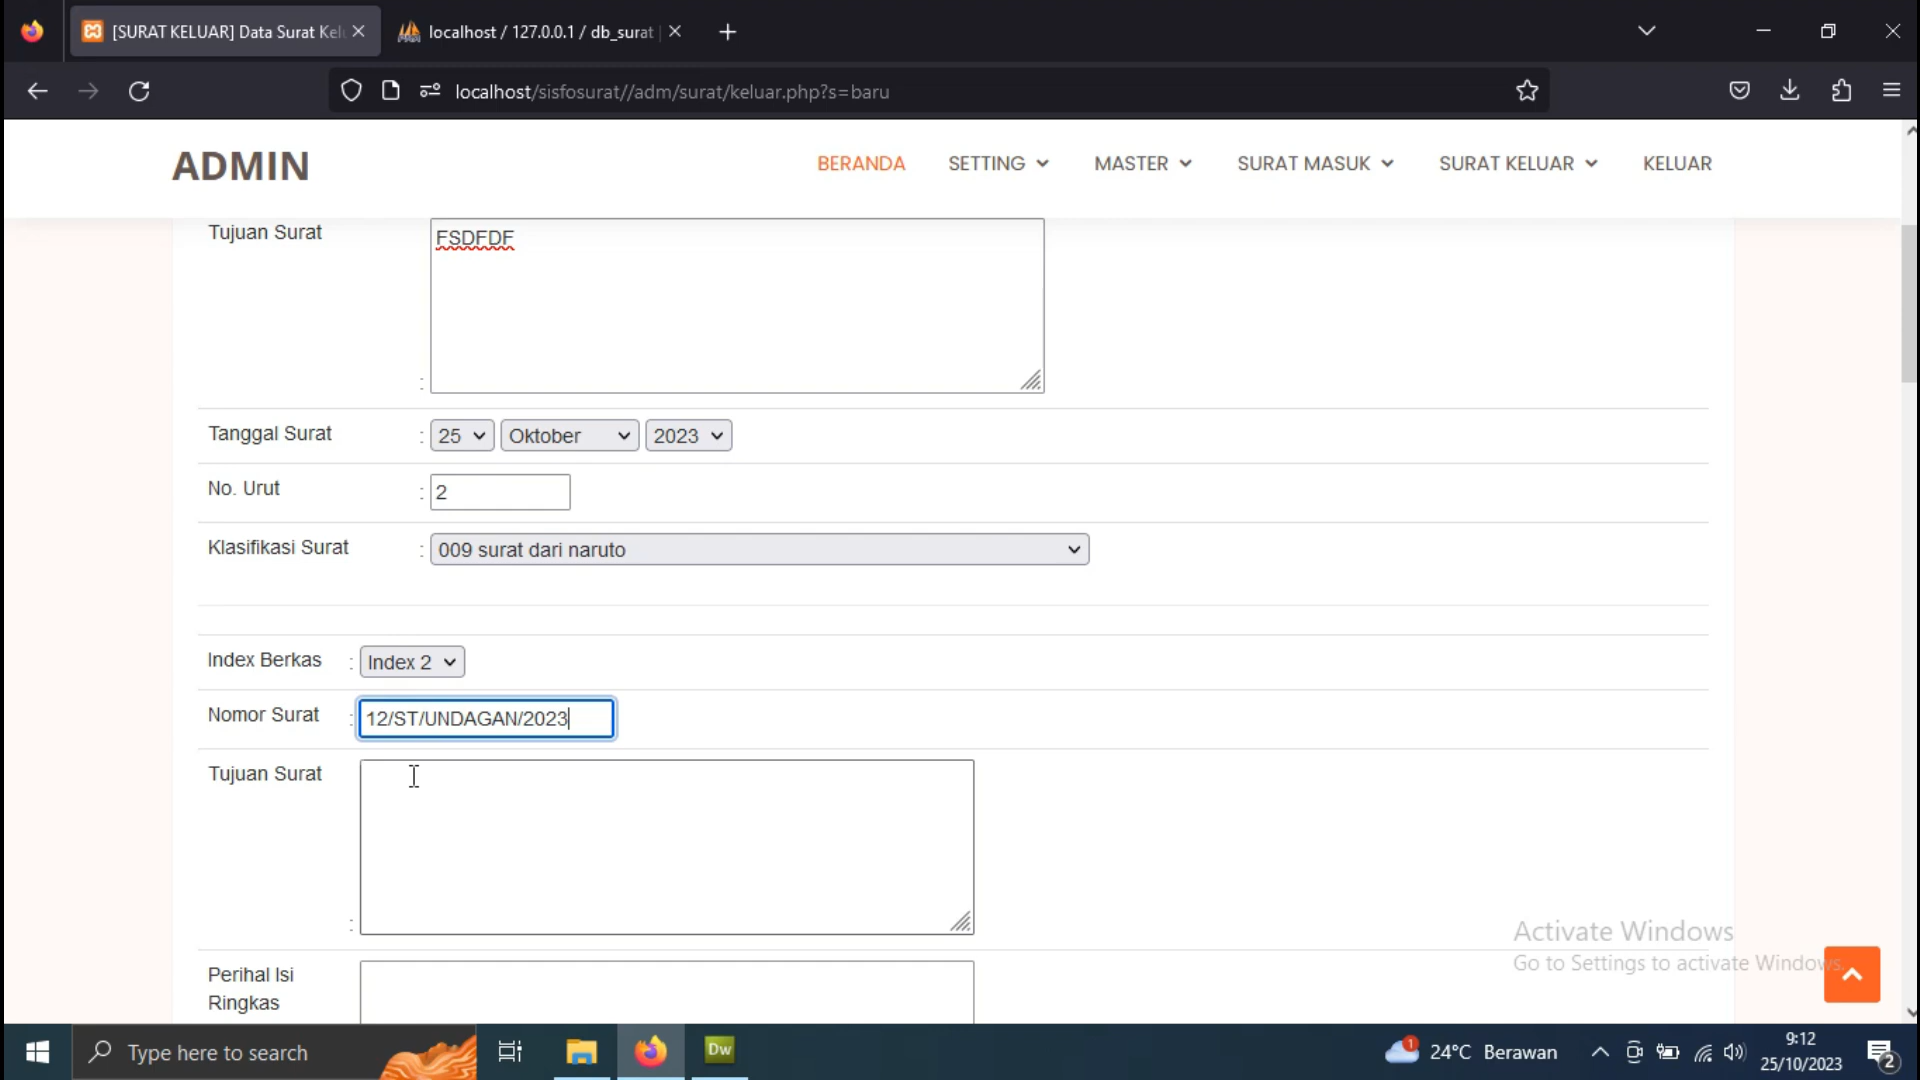 [SURAT KELUAR] Data Surat Kel
localhost / 127.0.0.1 / db_surat
localhost/sisfosurat//adm/surat/keluar.php?s=baru
ADMIN
BERANDA
SETTING
MASTER
SURAT MASUK
SURAT KELUAR
KELUAR
Tujuan Surat
:
FSDFDF
Tanggal Surat : 25 Oktober 2023
No. Urut : 2
Klasifikasi Surat : 009 surat dari naruto
Index Berkas : Index 2
Nomor Surat : 12/ST/UNDAGAN/2023
Tujuan Surat
:
Perihal Isi
Ringkas
Activate Windows
Go to Settings to activate Windows.
Type here to search
Dw
1
24°C Berawan
9:12
25/10/2023
2